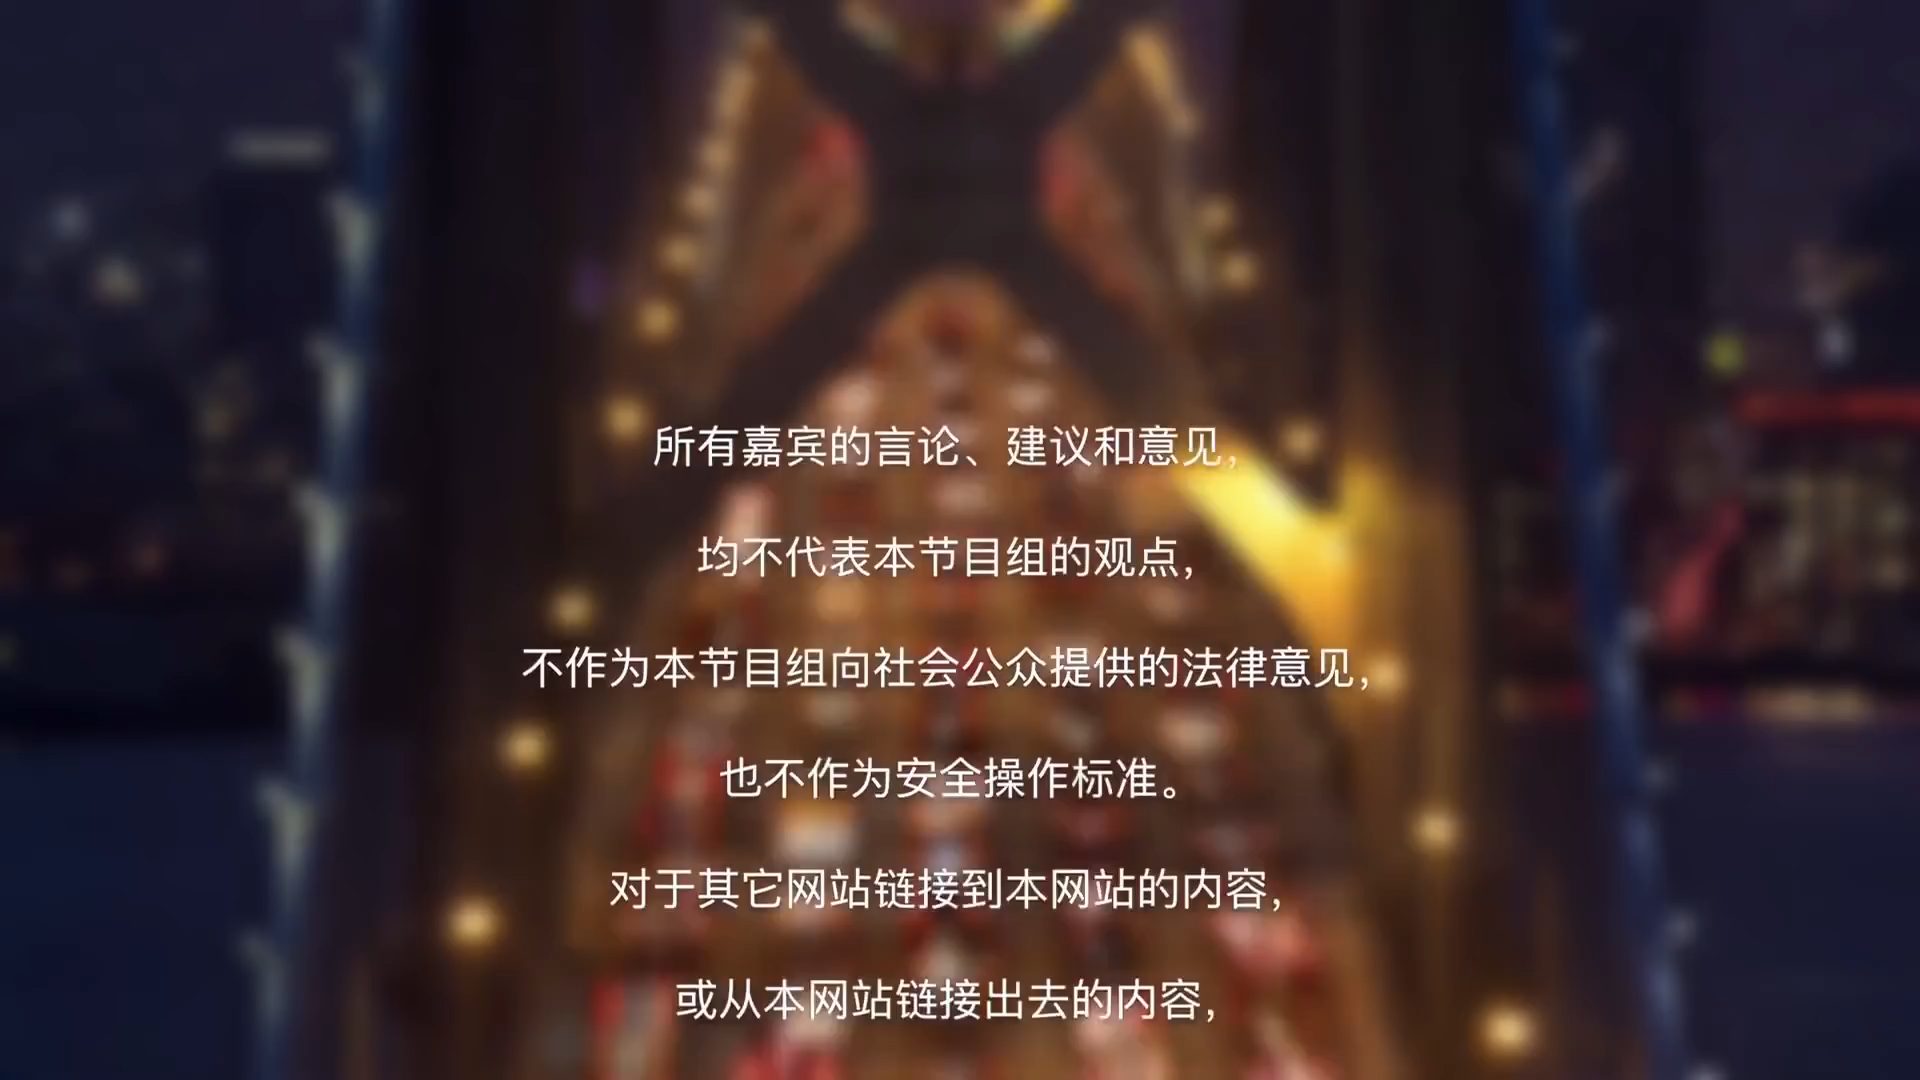 所有嘉宾的言论、建议和意见，
均不代表本节目组的观点，
不作为本节目组向社会公众提供的法律意见，
也不作为安全操作标准。
对于其它网站链接到本网站的内容，
或从本网站链接出去的内容，